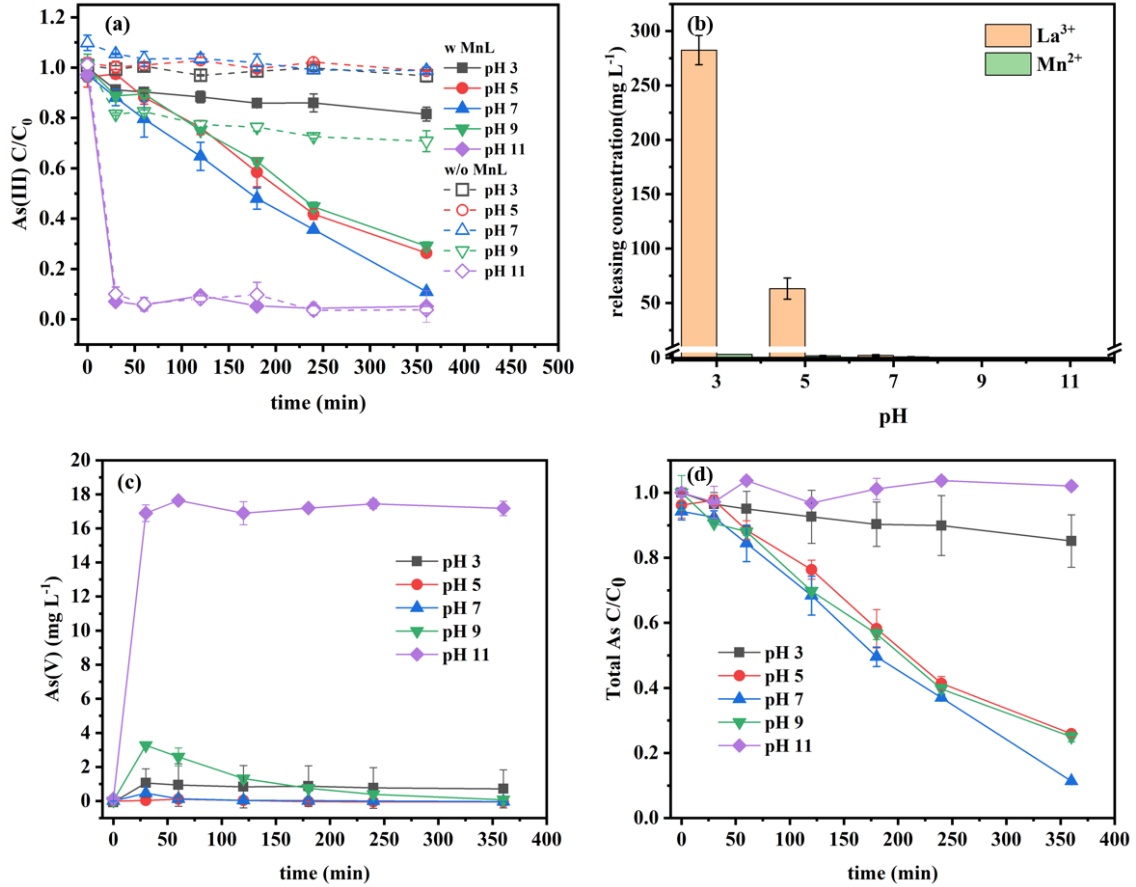 (a)
As(III) C/C0
1.2
1.0
0.8
0.6
0.4
0.2
0.0
w MnL
pH 3
pH 5
pH 7
pH 9
pH 11
w/o MnL
pH 3
pH 5
pH 7
pH 9
pH 11
0 50 100 150 200 250 300 350 400 450 500
time (min)
(b)
releasing concentration(mg L-1)
300
250
200
150
100
50
0
La3+
Mn2+
3 5 7 9 11
pH
(c)
As(V) (mg L-1)
20
18
16
14
12
10
8
6
4
2
0
pH 3
pH 5
pH 7
pH 9
pH 11
0 50 100 150 200 250 300 350 400
time (min)
(d)
Total As C/C0
1.0
0.8
0.6
0.4
0.2
0.0
pH 3
pH 5
pH 7
pH 9
pH 11
0 50 100 150 200 250 300 350 400
time (min)